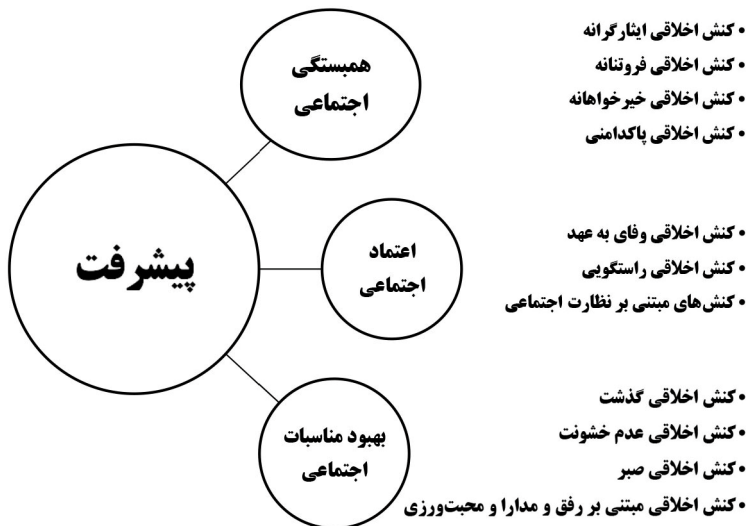 همبستگی
اجتماعی
• کنش اخلاقی ایثارگرانه
• کنش اخلاقی فروتنانه
• کنش اخلاقی خیرخواهانه
• کنش اخلاقی پاکدامنی
پیشرفت
اعتماد
اجتماعی
• کنش اخلاقی وفای به عهد
• کنش اخلاقی راستگویی
• کنش‌های مبتنی بر نظارت اجتماعی
بهبود مناسبات
اجتماعی
• کنش اخلاقی گذشت
• کنش اخلاقی عدم خشونت
• کنش اخلاقی صبر
• کنش اخلاقی مبتنی بر رفق و مدارا و محبت‌ورزی